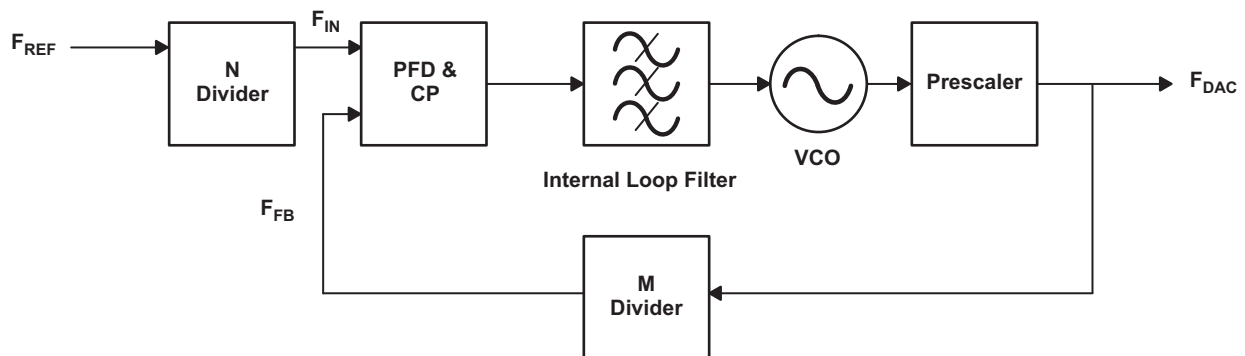 F_REF
N
Divider
F_IN
PFD &
CP
Internal Loop Filter
VCO
Prescaler
F_DAC
F_FB
M
Divider